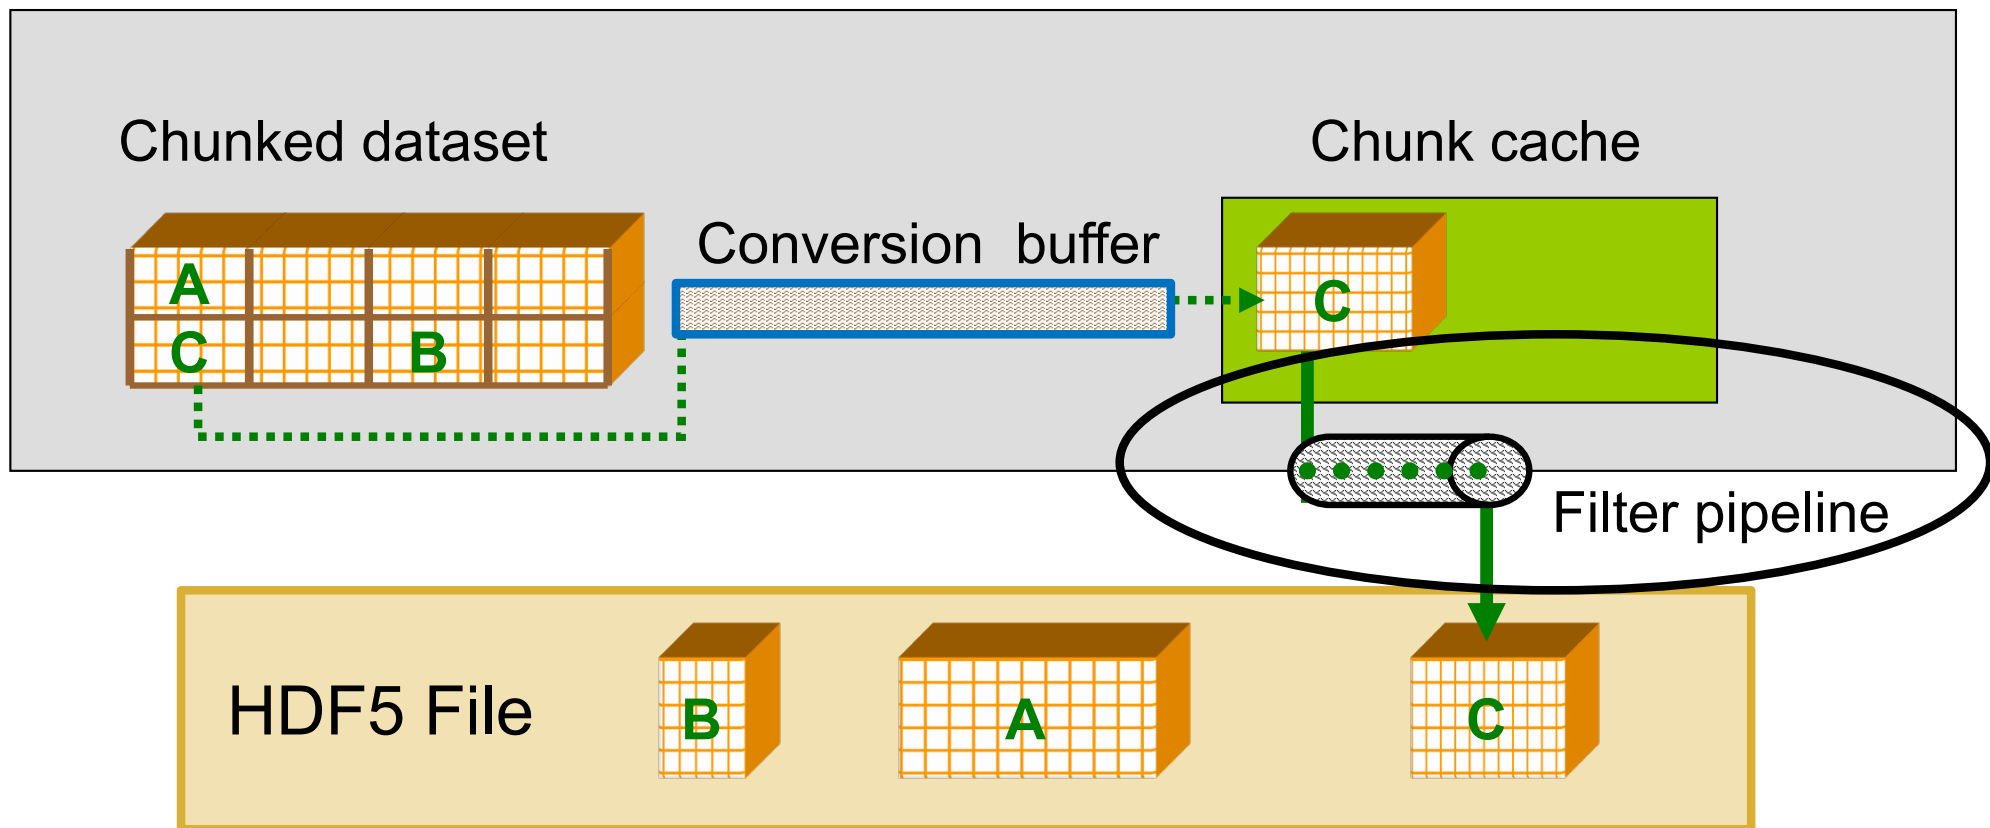 Chunked dataset
Chunk cache
Conversion buffer
A
C
C
B
Filter pipeline
HDF5 File
B
A
C